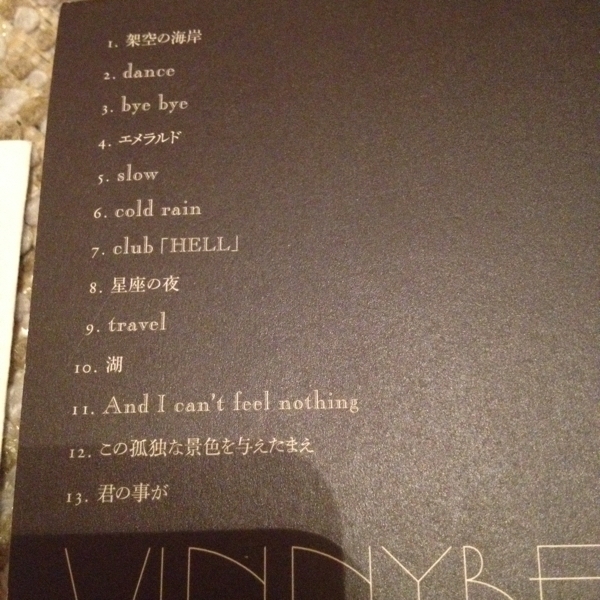 1. 架空の海岸
2. dance
3. bye bye
4. エメラルド
5. slow
6. cold rain
7. club「HELL」
8. 星座の夜
9. travel
10. 湖
11. And I can't feel nothing
12. この孤独な景色を与えたまえ
13. 君の事が